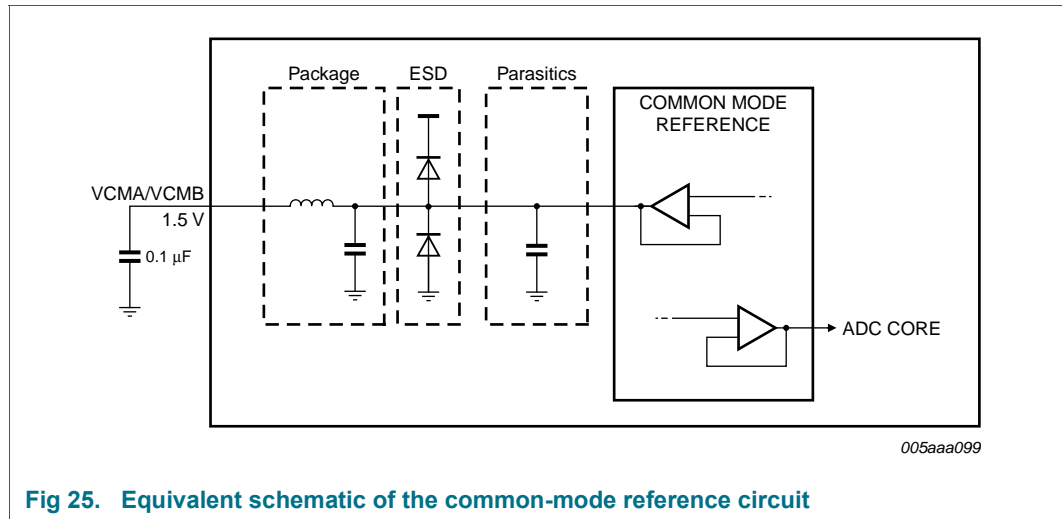 Package
ESD
Parasitics
COMMON MODE
REFERENCE
VCMA/VCMB
1.5 V
0.1 μF
ADC CORE
005aaa099
Fig 25. Equivalent schematic of the common-mode reference circuit